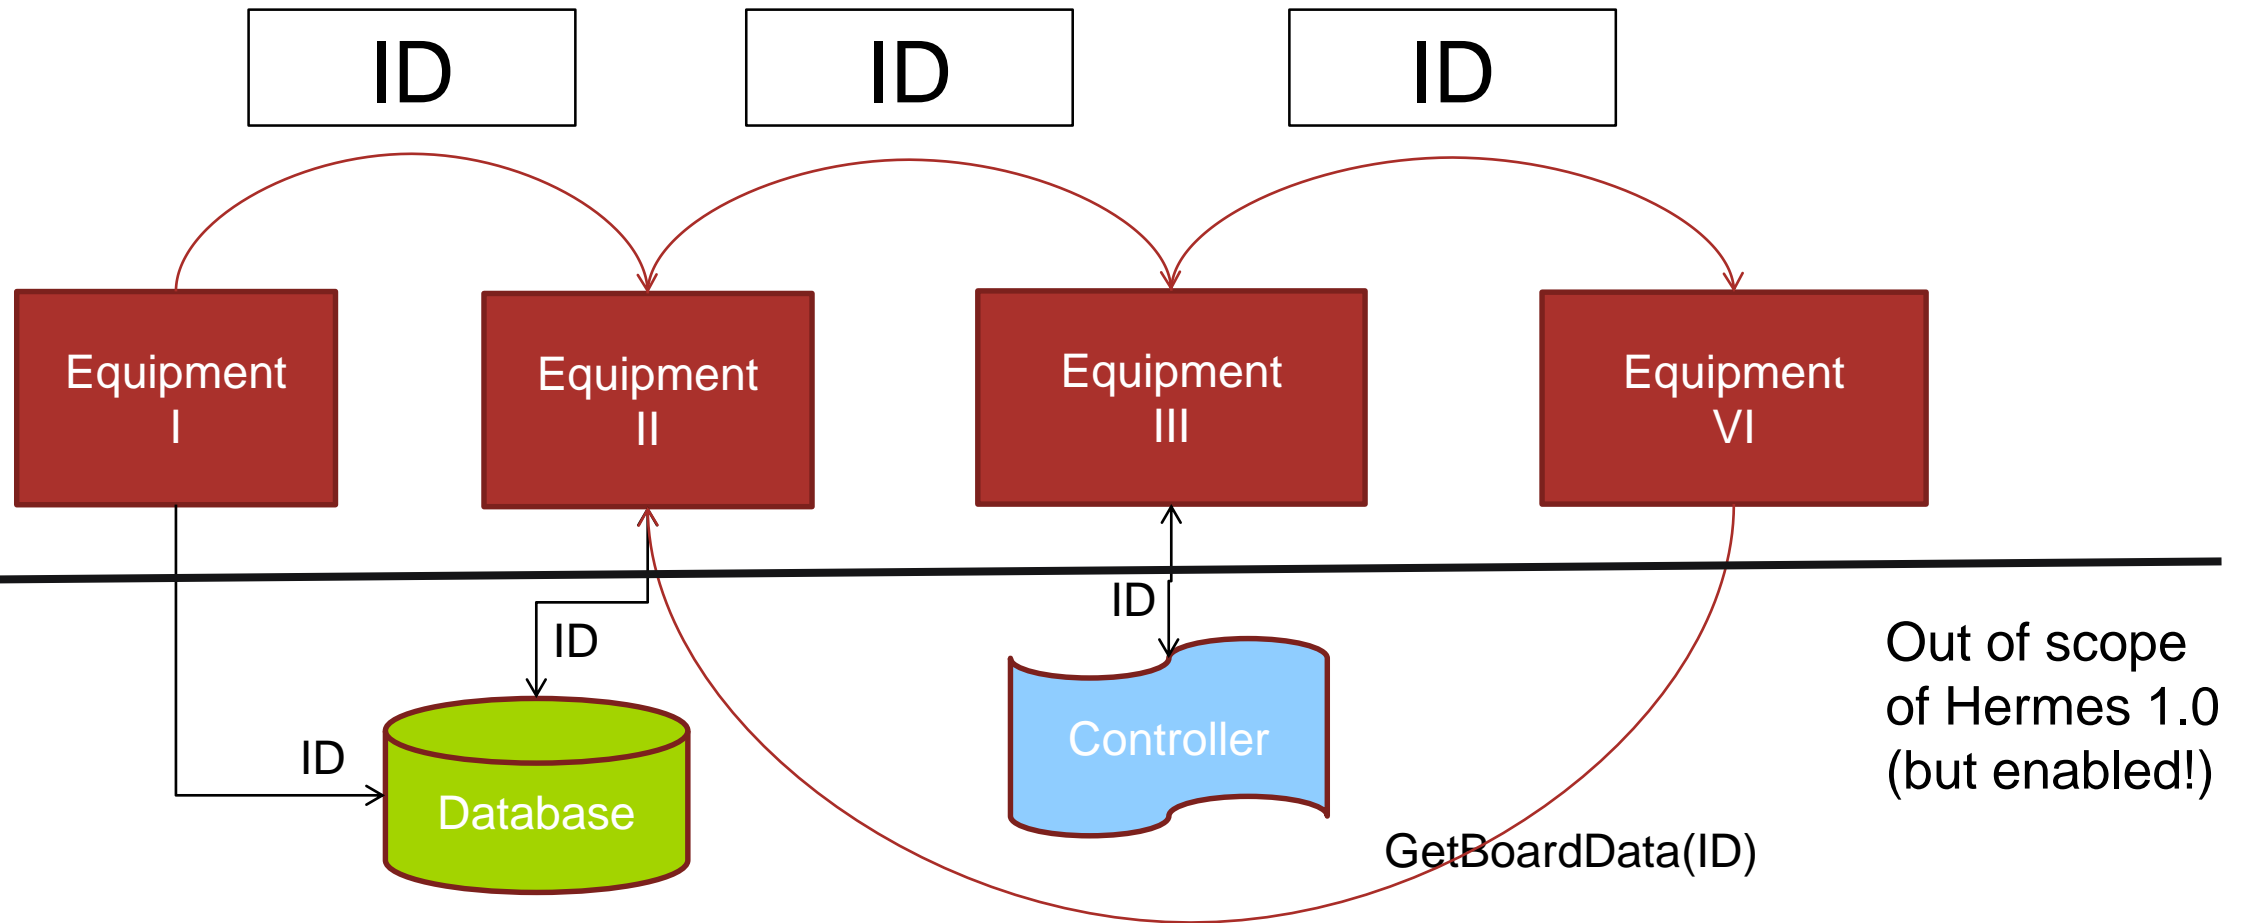 ID
ID
ID
Equipment
I
Equipment
II
Equipment
III
Equipment
VI
ID
ID
ID
Out of scope
of Hermes 1.0
(but enabled!)
Controller
Database
GetBoardData(ID)